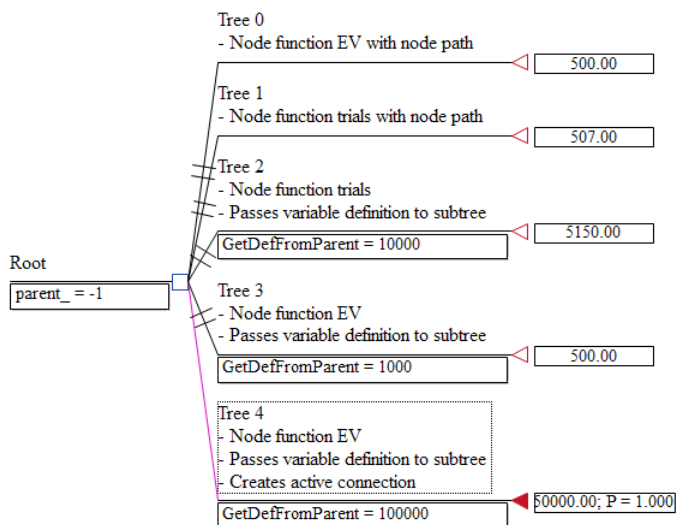 Tree 0
- Node function EV with node path
500.00
Tree 1
- Node function trials with node path
507.00
Tree 2
- Node function trials
- Passes variable definition to subtree
5150.00
GetDefFromParent = 10000
Root
parent_ = -1
Tree 3
- Node function EV
- Passes variable definition to subtree
500.00
GetDefFromParent = 1000
Tree 4
- Node function EV
- Passes variable definition to subtree
- Creates active connection
50000.00; P = 1.000
GetDefFromParent = 100000